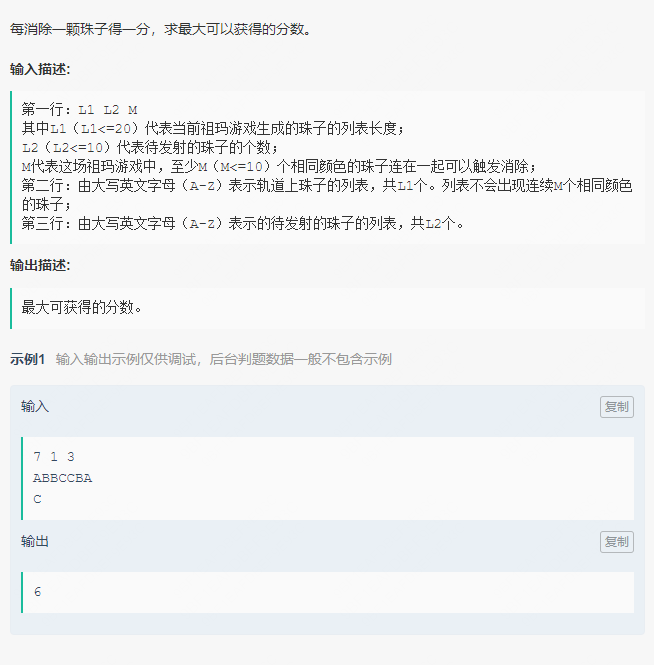 每消除一颗珠子得一分，求最大可以获得的分数。
输入描述:
第一行：L1 L2 M
其中L1（L1<=20）代表当前祖玛游戏生成的珠子的列表长度；
L2（L2<=10）代表待发射的珠子的个数；
M代表这场祖玛游戏中，至少M（M<=10）个相同颜色的珠子连在一起可以触发消除；
第二行：由大写英文字母（A-Z）表示轨道上珠子的列表，共L1个。列表不会出现连续M个相同颜色
的珠子；
第三行：由大写英文字母（A-Z）表示的待发射的珠子的列表，共L2个。
输出描述:
最大可获得的分数。
示例1 输入输出示例仅供调试，后台判题数据一般不包含示例
输入
复制
7 1 3
ABBCCBA
C
输出
复制
6